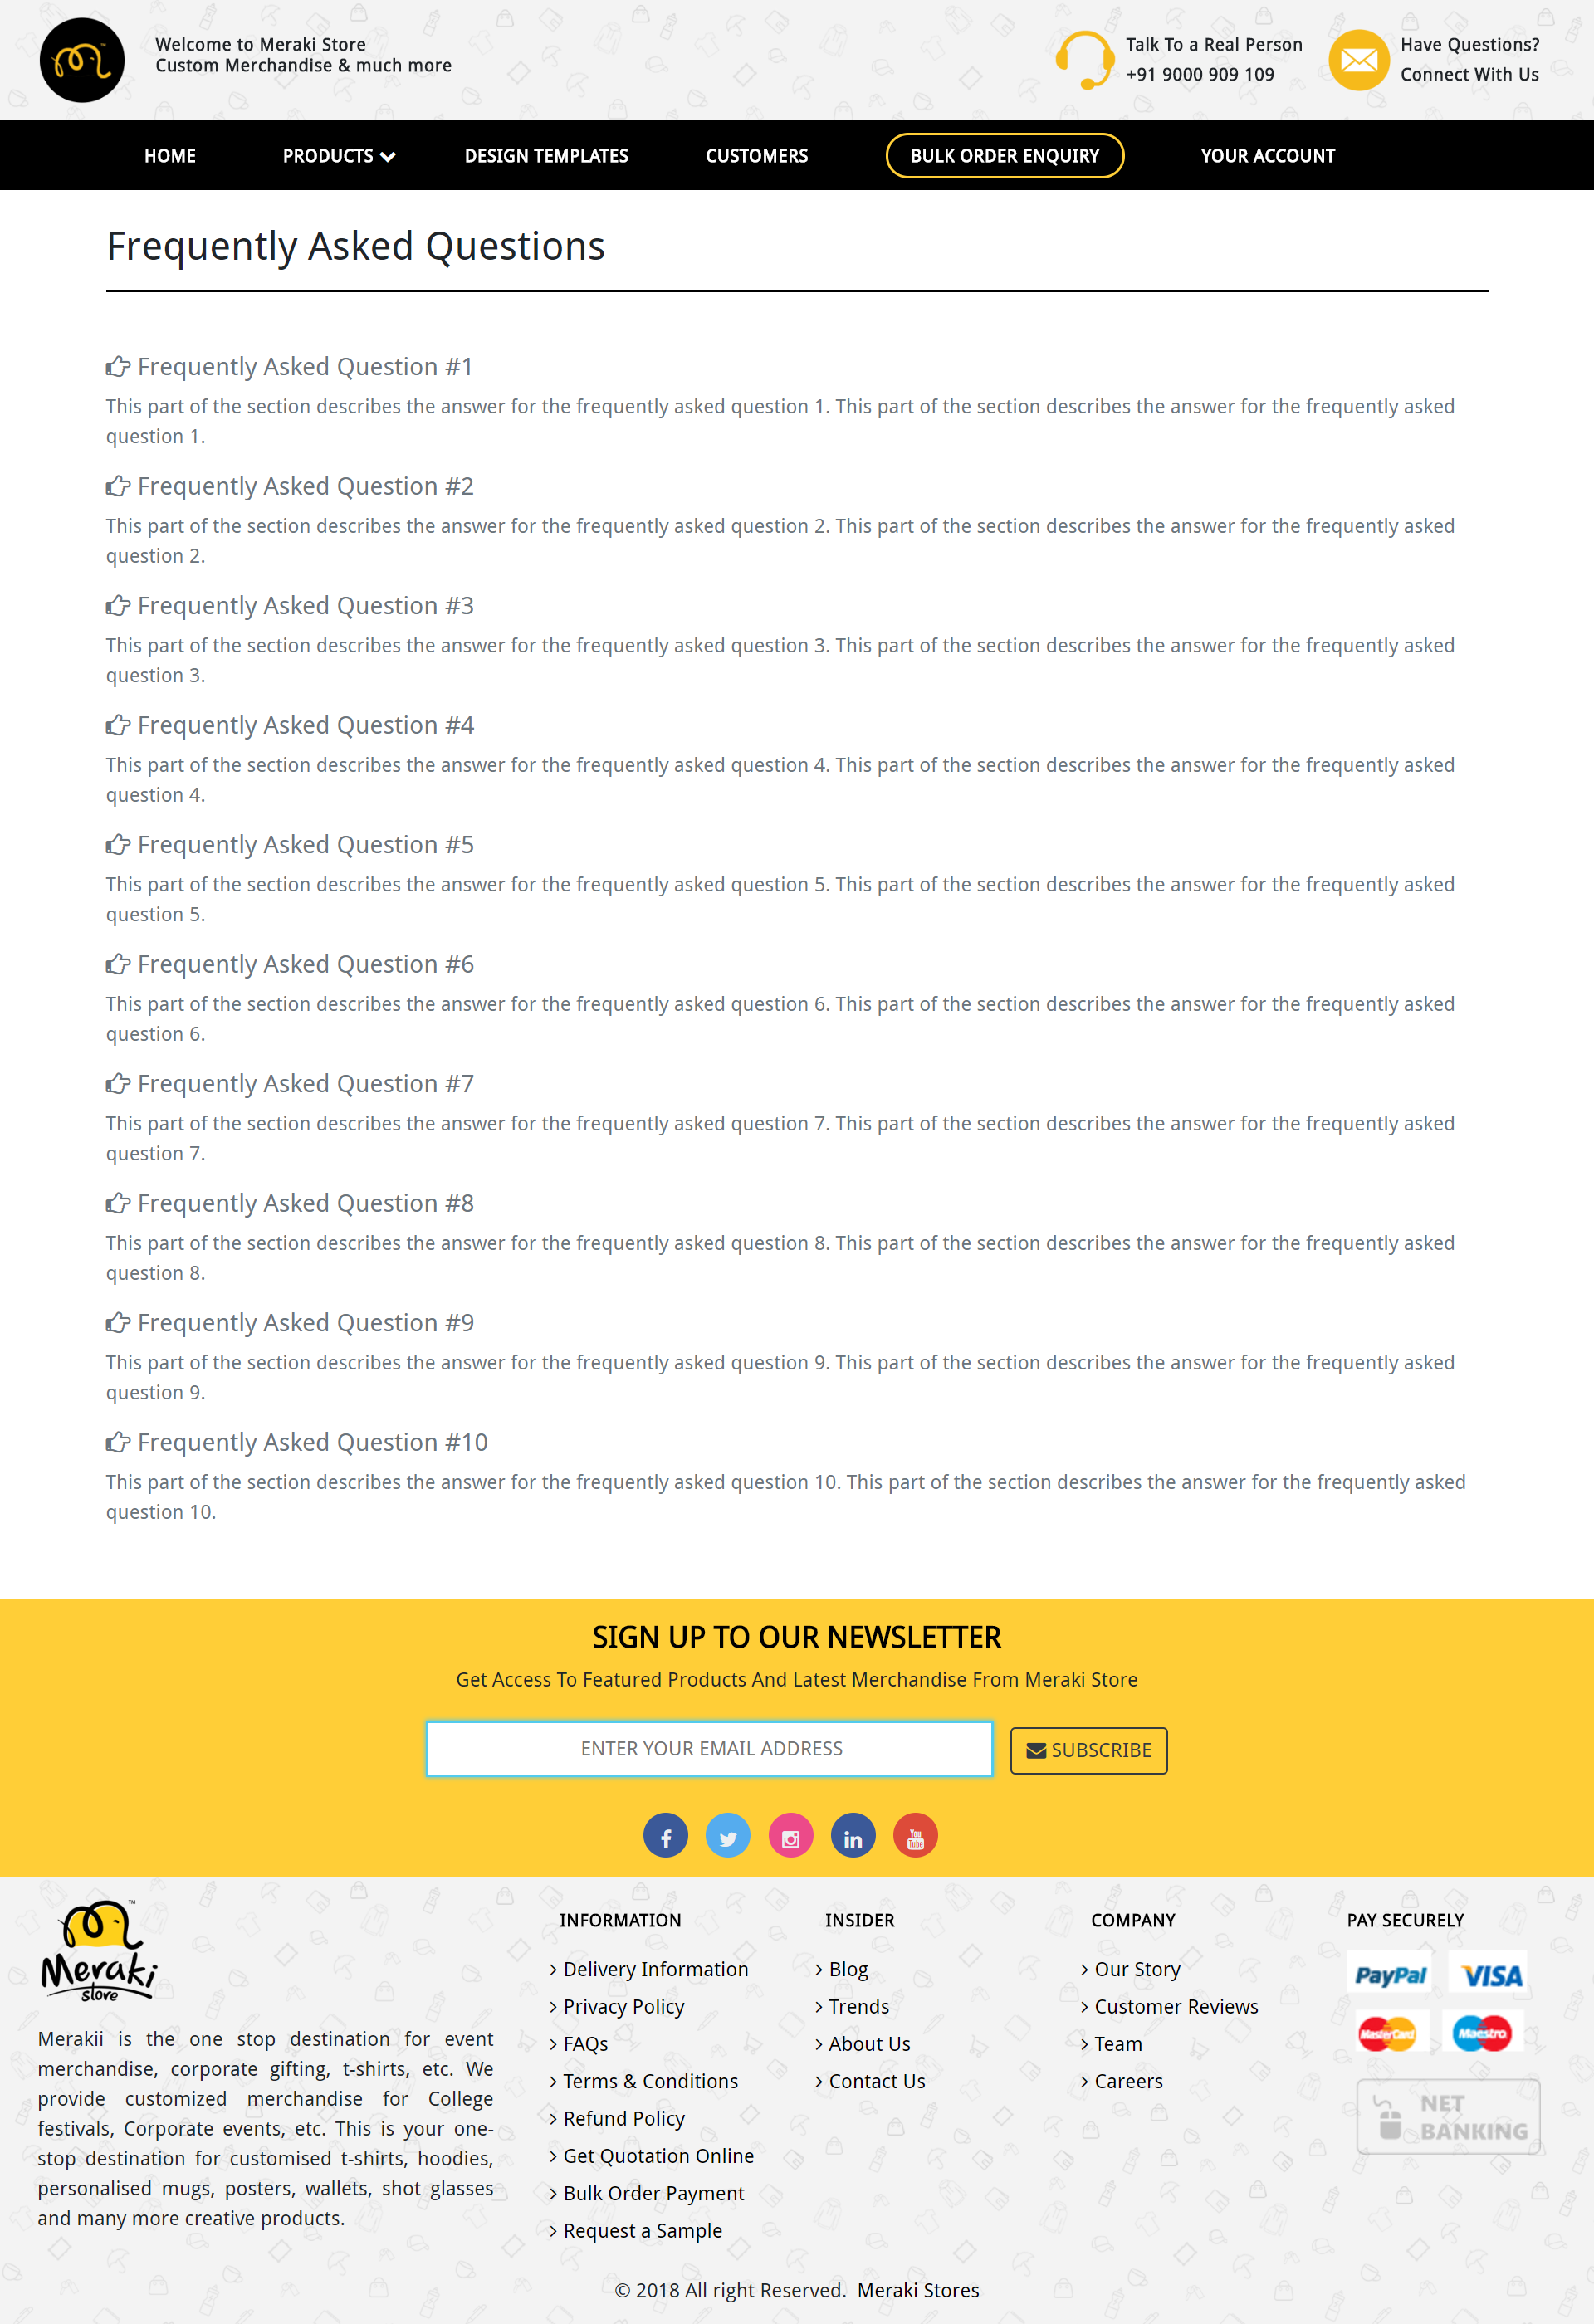 Welcome to Meraki Store
Custom Merchandise & much more
Talk To a Real Person
+91 9000 909 109
Have Questions?
Connect With Us
HOME
PRODUCTS
DESIGN TEMPLATES
CUSTOMERS
BULK ORDER ENQUIRY
YOUR ACCOUNT
Frequently Asked Questions
Frequently Asked Question #1
This part of the section describes the answer for the frequently asked question 1. This part of the section describes the answer for the frequently asked
question 1.
Frequently Asked Question #2
This part of the section describes the answer for the frequently asked question 2. This part of the section describes the answer for the frequently asked
question 2.
Frequently Asked Question #3
This part of the section describes the answer for the frequently asked question 3. This part of the section describes the answer for the frequently asked
question 3.
Frequently Asked Question #4
This part of the section describes the answer for the frequently asked question 4. This part of the section describes the answer for the frequently asked
question 4.
Frequently Asked Question #5
This part of the section describes the answer for the frequently asked question 5. This part of the section describes the answer for the frequently asked
question 5.
Frequently Asked Question #6
This part of the section describes the answer for the frequently asked question 6. This part of the section describes the answer for the frequently asked
question 6.
Frequently Asked Question #7
This part of the section describes the answer for the frequently asked question 7. This part of the section describes the answer for the frequently asked
question 7.
Frequently Asked Question #8
This part of the section describes the answer for the frequently asked question 8. This part of the section describes the answer for the frequently asked
question 8.
Frequently Asked Question #9
This part of the section describes the answer for the frequently asked question 9. This part of the section describes the answer for the frequently asked
question 9.
Frequently Asked Question #10
This part of the section describes the answer for the frequently asked question 10. This part of the section describes the answer for the frequently asked
question 10.
SIGN UP TO OUR NEWSLETTER
Get Access To Featured Products And Latest Merchandise From Meraki Store
ENTER YOUR EMAIL ADDRESS
SUBSCRIBE
You Tube
™
Meraki
store
Merakii is the one stop destination for event
merchandise, corporate gifting, t-shirts, etc. We
provide customized merchandise for College
festivals, Corporate events, etc. This is your one-
stop destination for customised t-shirts, hoodies,
personalised mugs, posters, wallets, shot glasses
and many more creative products.
INFORMATION
Delivery Information
Privacy Policy
FAQs
Terms & Conditions
Refund Policy
Get Quotation Online
Bulk Order Payment
Request a Sample
INSIDER
Blog
Trends
About Us
Contact Us
COMPANY
Our Story
Customer Reviews
Team
Careers
PAY SECURELY
PayPal
VISA
MasterCard
Maestro
NET
BANKING
© 2018 All right Reserved. Meraki Stores